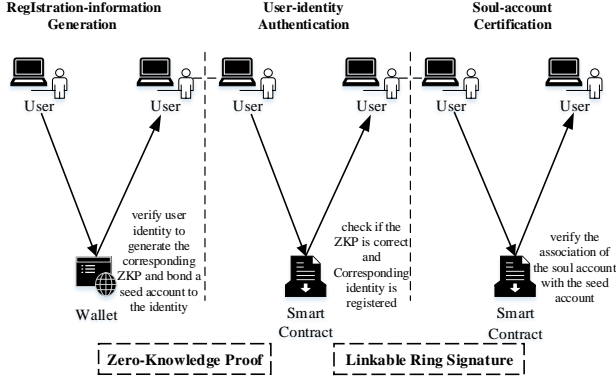 RegIstration-information
Generation
User-identity
Authentication
Soul-account
Certification
User
User
User
User
User
User
verify user
identity to
generate the
corresponding
ZKP and bond a
seed account to
the identity
Wallet
check if the
ZKP is correct
and
Corresponding
identity is
registered
Smart
Contract
verify the
association of
the soul account
with the seed
account
Smart
Contract
Zero-Knowledge Proof
Linkable Ring Signature